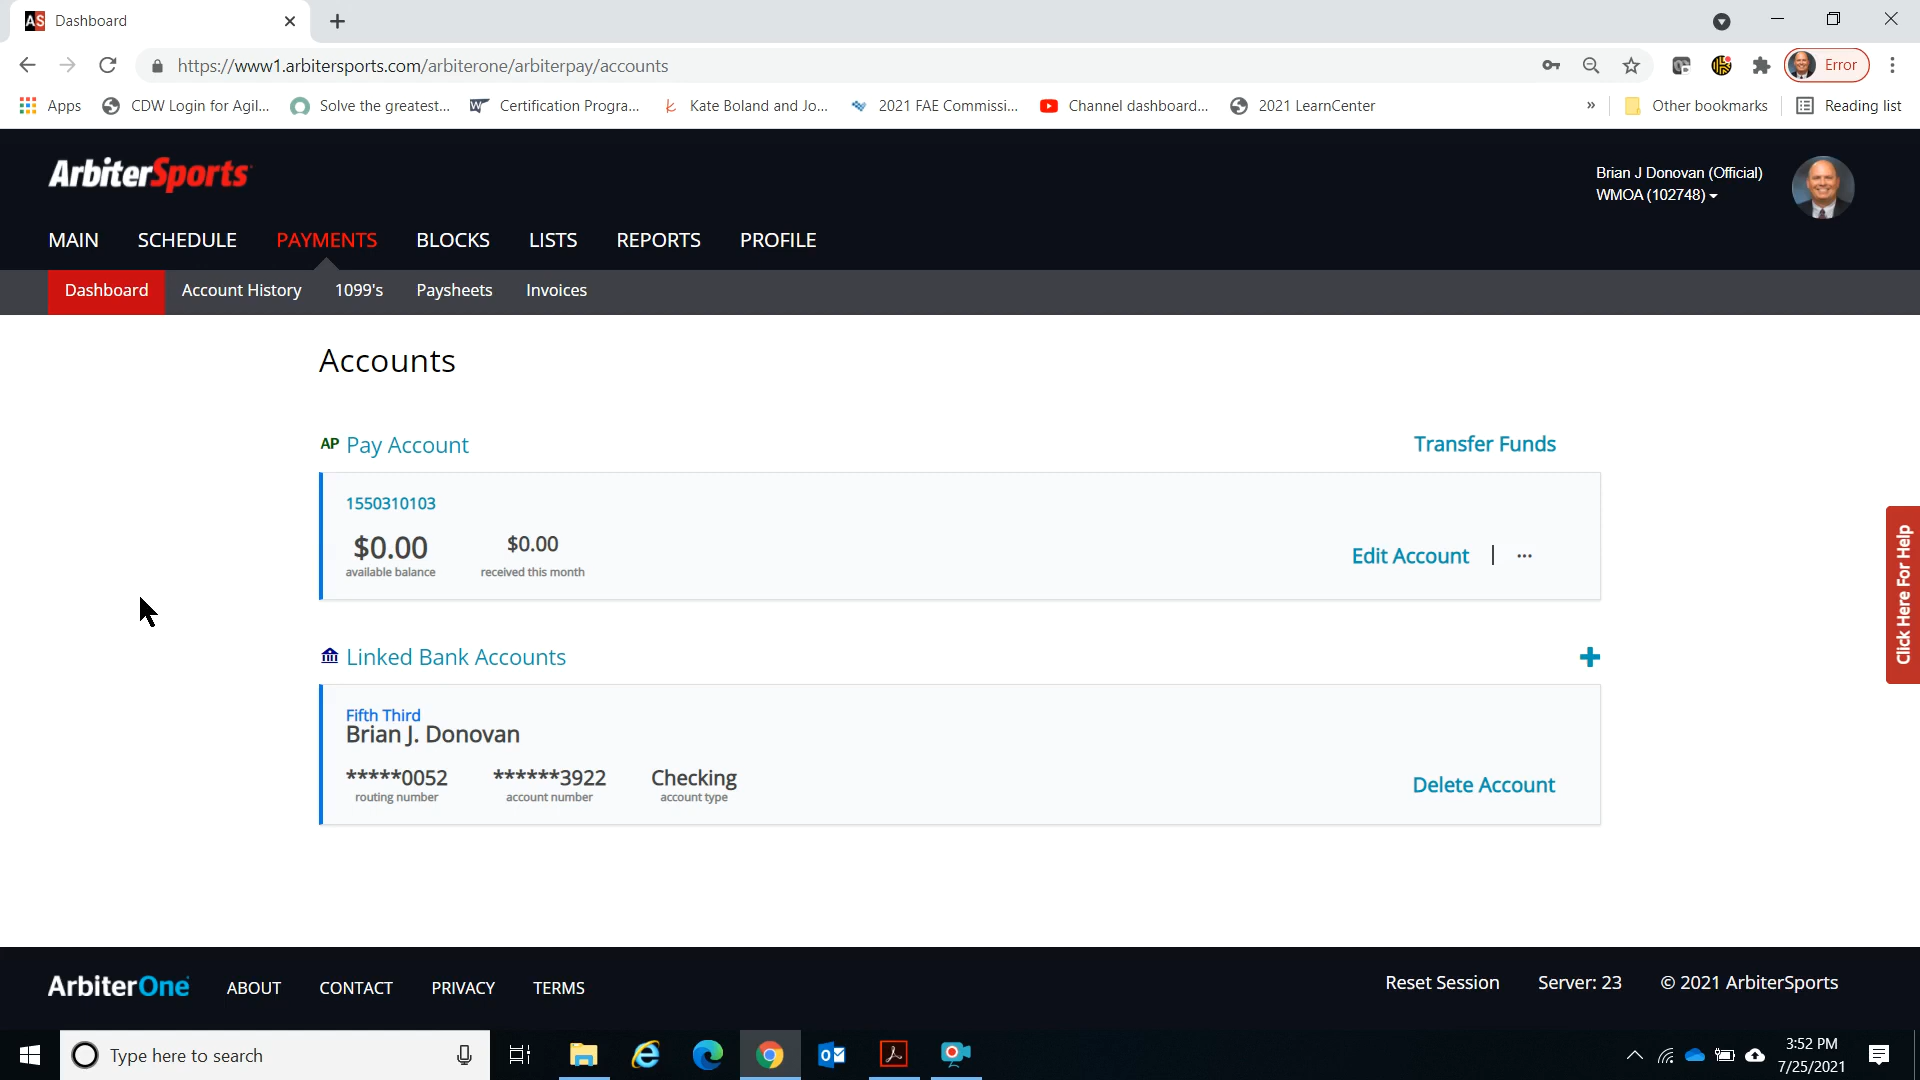 AS Dashboard
https://www1.arbitersports.com/arbiterone/arbiterpay/accounts
Error
Apps
CDW Login for Agil...
Solve the greatest...
Certification Progra...
Kate Boland and Jo...
2021 FAE Commissi...
Channel dashboard...
2021 LearnCenter
»
Other bookmarks
Reading list
ArbiterSports
Brian J Donovan (Official)
WMOA (102748)
MAIN SCHEDULE PAYMENTS BLOCKS LISTS REPORTS PROFILE
Dashboard Account History 1099's Paysheets Invoices
Accounts
AP Pay Account
Transfer Funds
1550310103
$0.00 $0.00
available balance received this month
Edit Account | ...
Click Here For Help
Linked Bank Accounts
Fifth Third
Brian J. Donovan
*****0052 ******3922 Checking
routing number account number account type
Delete Account
ArbiterOne ABOUT CONTACT PRIVACY TERMS
Reset Session Server: 23 © 2021 ArbiterSports
Type here to search
3:52 PM
7/25/2021